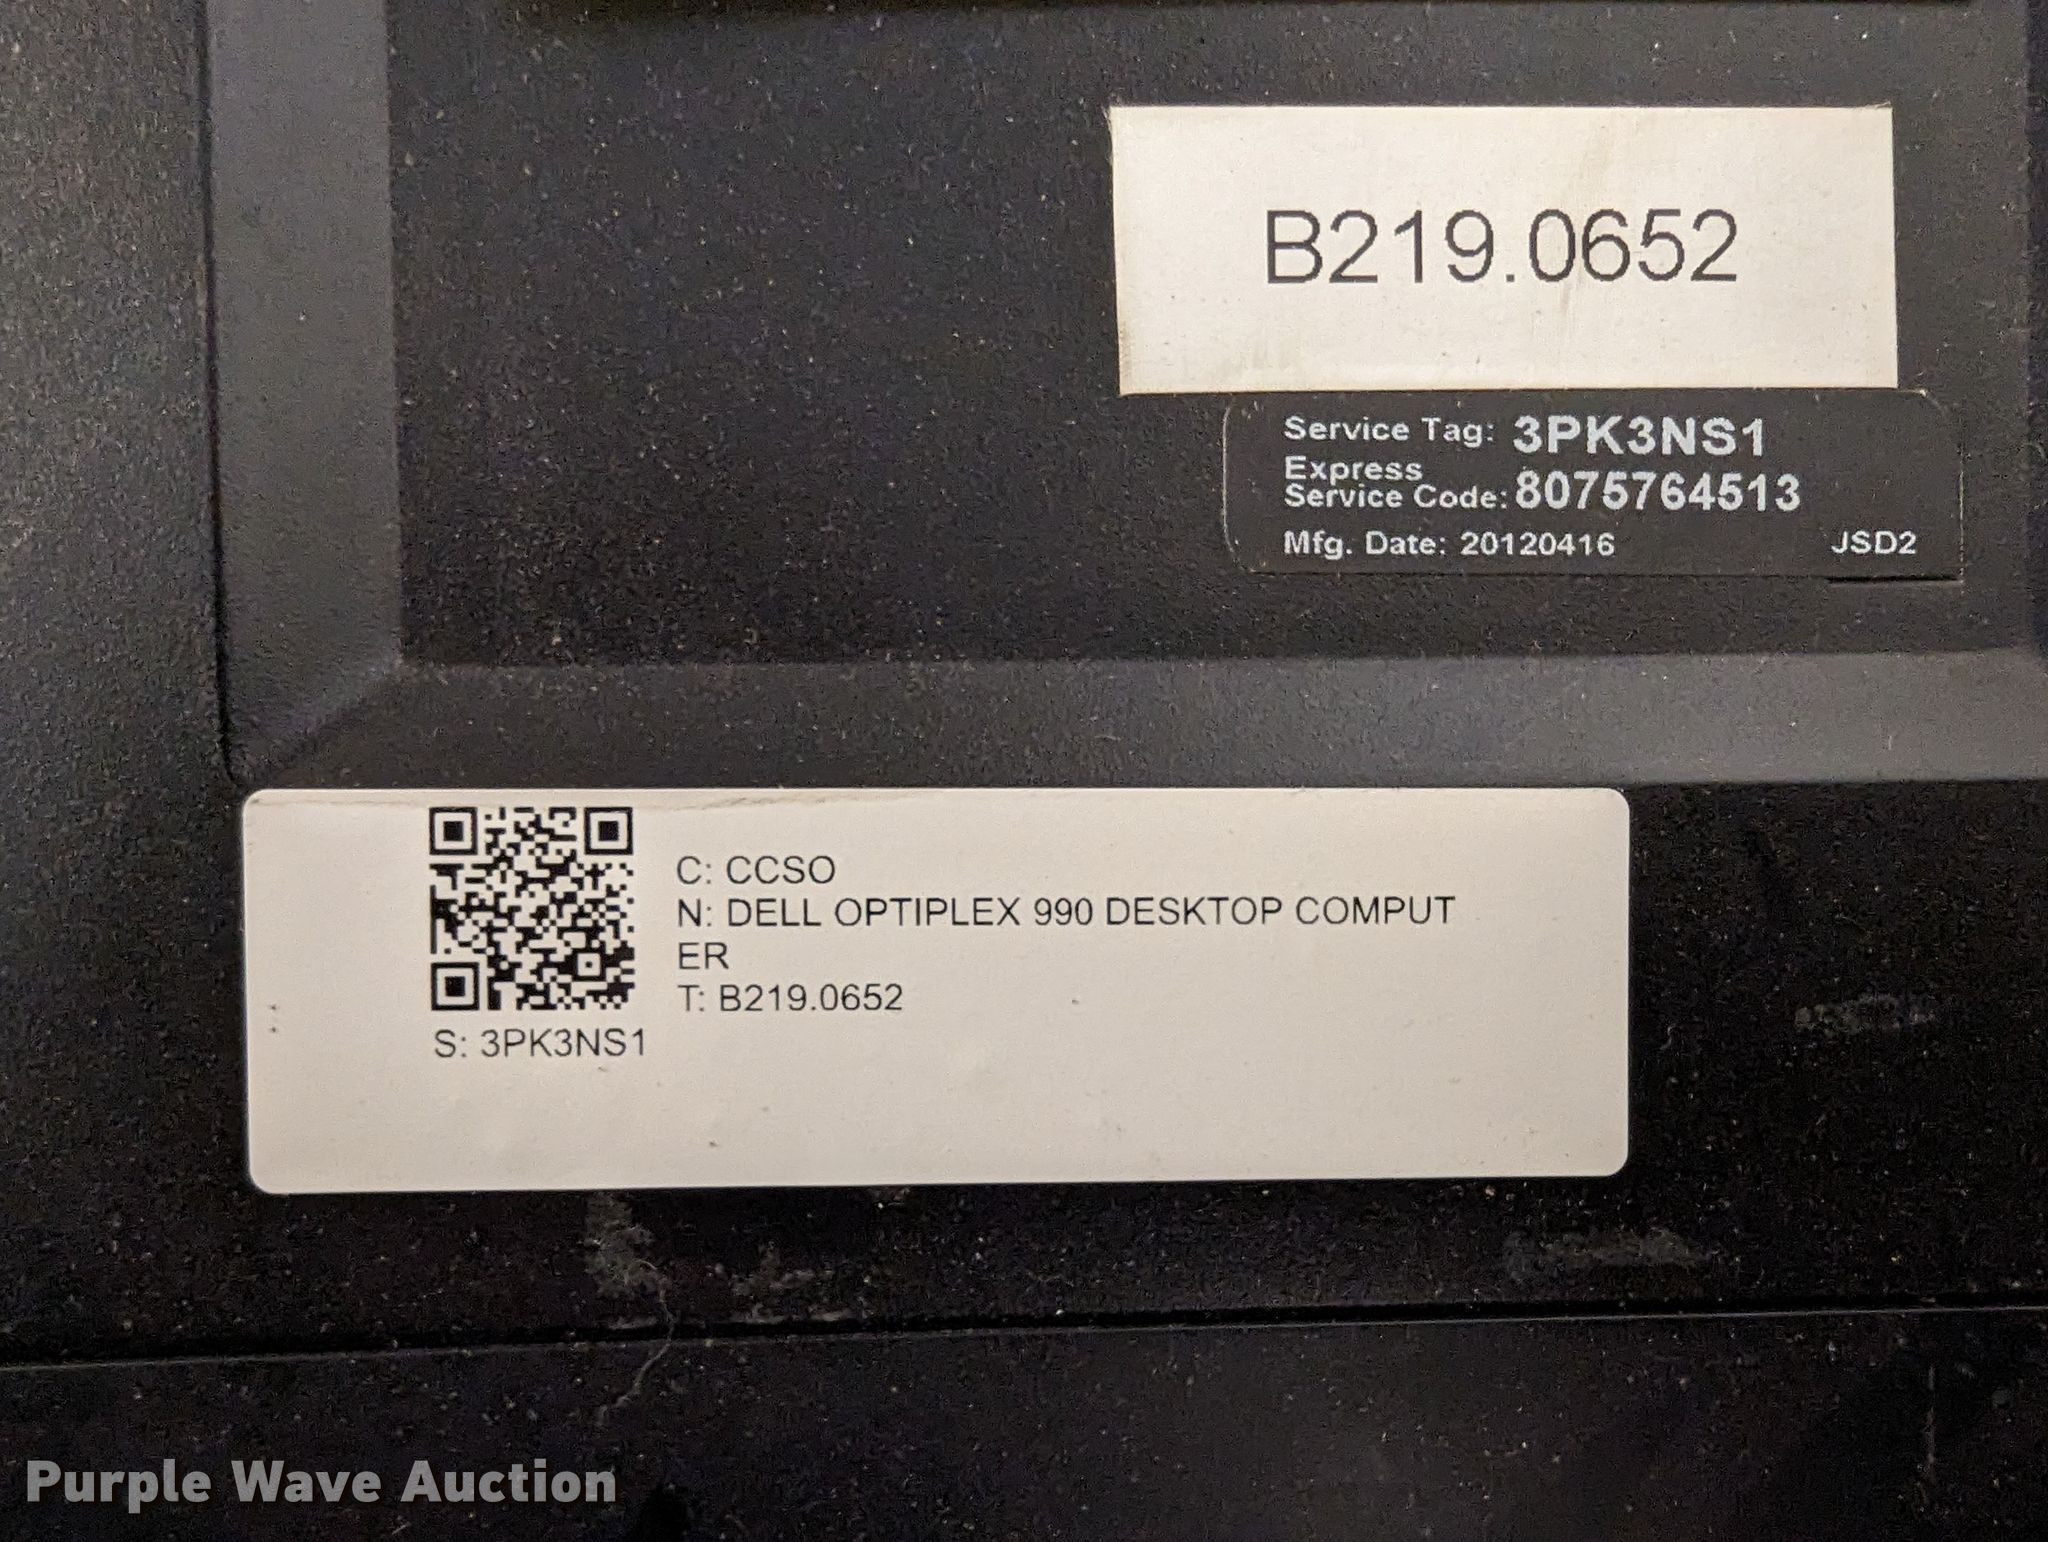 B219.0652
Service Tag: 3PK3NS1
Express
Service Code: 8075764513
Mfg. Date: 20120416 JSD2
C: CCSO
N: DELL OPTIPLEX 990 DESKTOP COMPUT
ER
T: B219.0652
S: 3PK3NS1
Purple Wave Auction